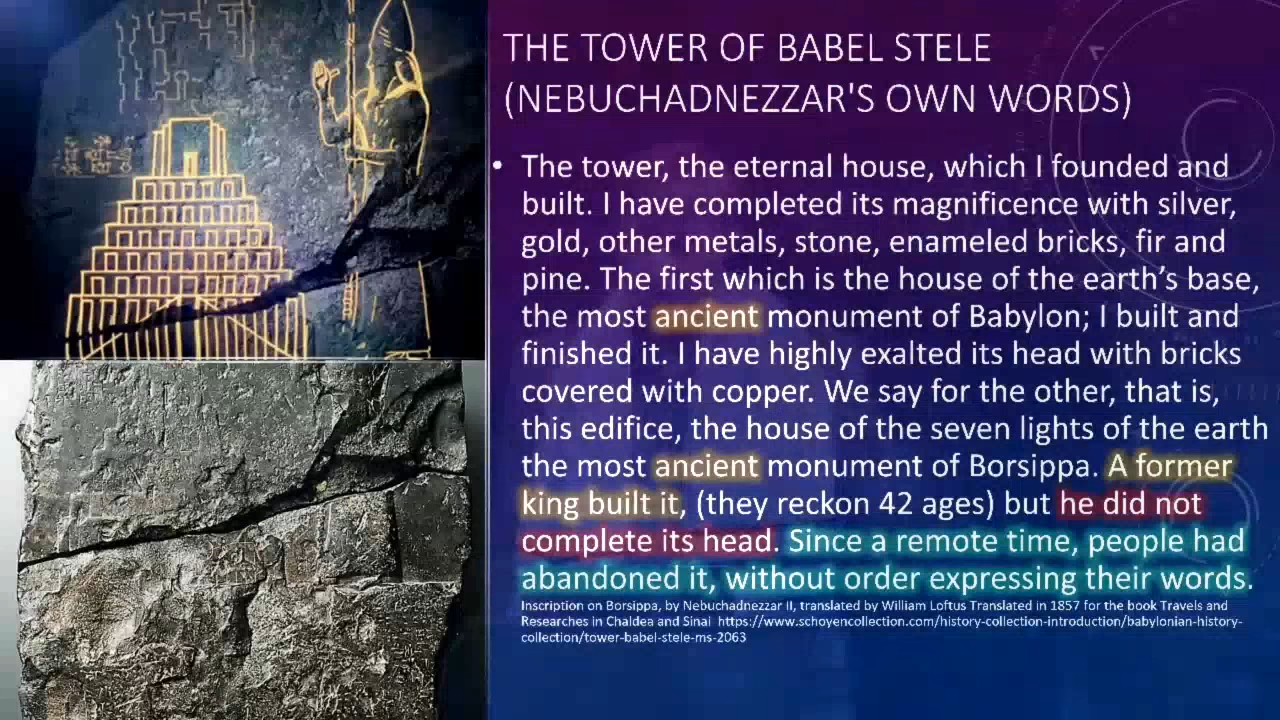 THE TOWER OF BABEL STELE
(NEBUCHADNEZZAR'S OWN WORDS)
• The tower, the eternal house, which I founded and
built. I have completed its magnificence with silver,
gold, other metals, stone, enameled bricks, fir and
pine. The first which is the house of the earth’s base,
the most ancient monument of Babylon; I built and
finished it. I have highly exalted its head with bricks
covered with copper. We say for the other, that is,
this edifice, the house of the seven lights of the earth
the most ancient monument of Borsippa. A former
king built it, (they reckon 42 ages) but he did not
complete its head. Since a remote time, people had
abandoned it, without order expressing their words.
Inscription on Borsippa, by Nebuchadnezzar II, translated by William Loftus Translated in 1857 for the book Travels and
Researches in Chaldea and Sinai https://www.schoyencollection.com/history-collection-introduction/babylonian-history-
collection/tower-babel-stele-ms-2063